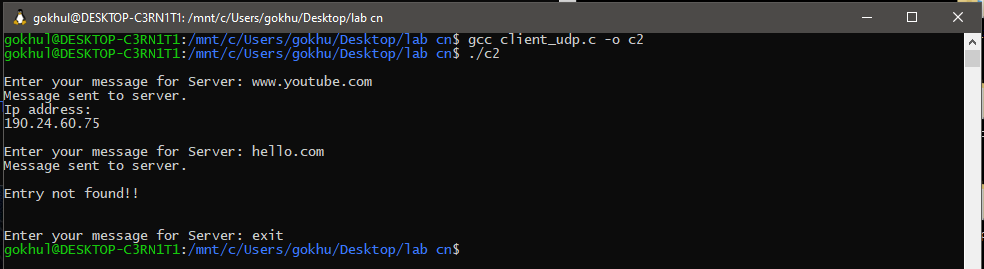 gokhul@DESKTOP-C3RN1T1: /mnt/c/Users/gokhu/Desktop/lab cn
gokhul@DESKTOP-C3RN1T1:/mnt/c/Users/gokhu/Desktop/lab cn$ gcc client_udp.c -o c2
gokhul@DESKTOP-C3RN1T1:/mnt/c/Users/gokhu/Desktop/lab cn$ ./c2
Enter your message for Server: www.youtube.com
Message sent to server.
Ip address:
190.24.60.75
Enter your message for Server: hello.com
Message sent to server.
Entry not found!!
Enter your message for Server: exit
gokhul@DESKTOP-C3RN1T1:/mnt/c/Users/gokhu/Desktop/lab cn$